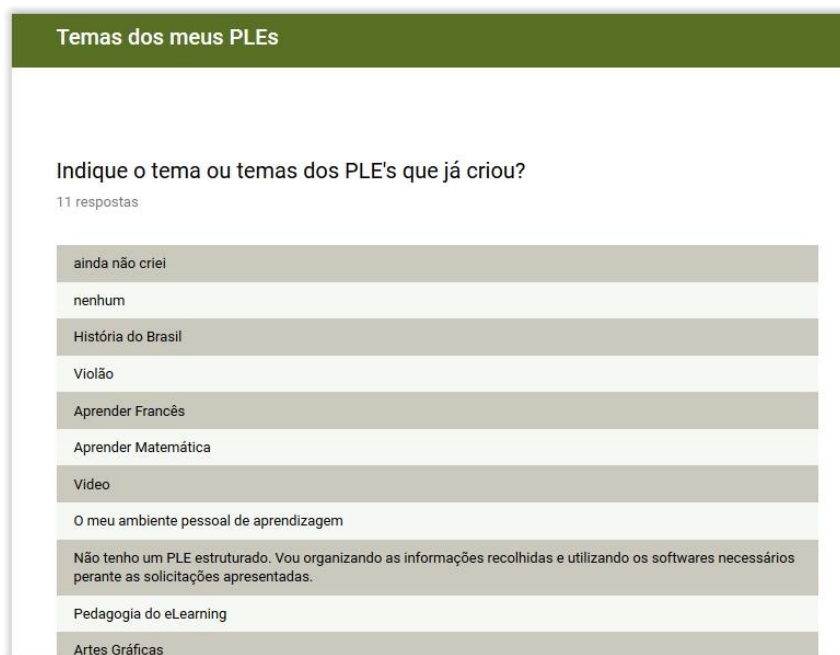 Temas dos meus PLEs
Indique o tema ou temas dos PLE's que já criou?
11 respostas
ainda não criei
nenhum
História do Brasil
Violão
Aprender Francês
Aprender Matemática
Video
O meu ambiente pessoal de aprendizagem
Não tenho um PLE estruturado. Vou organizando as informações recolhidas e utilizando os softwares necessários
perante as solicitações apresentadas.
Pedagogia do eLearning
Artes Gráficas